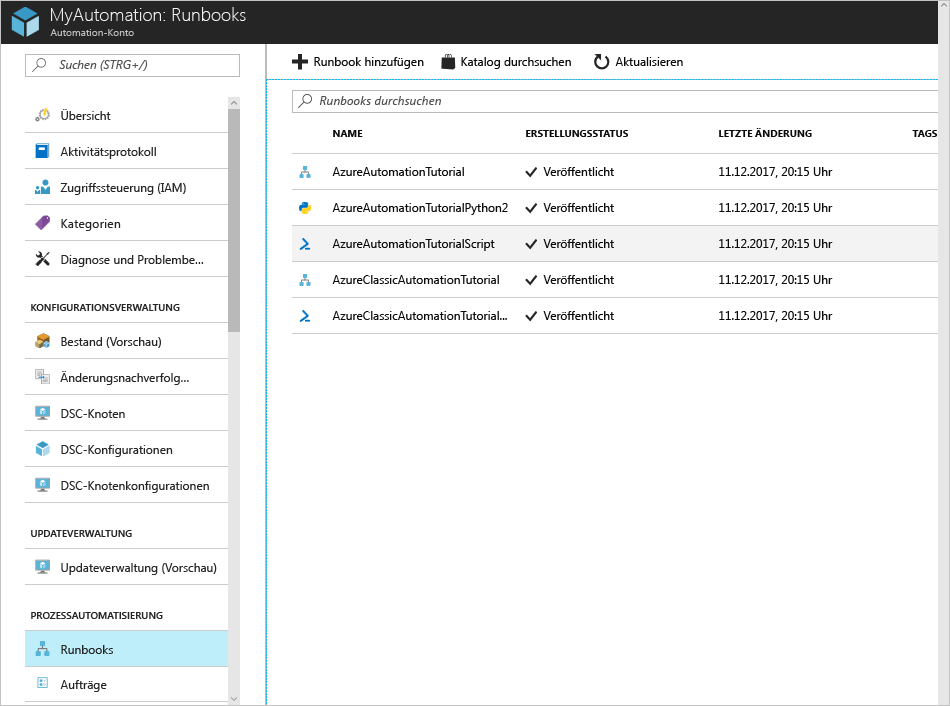 MyAutomation: Runbooks
Automation-Konto
Suchen (STRG+/)
Übersicht
Aktivitätsprotokoll
Zugriffssteuerung (IAM)
Kategorien
Diagnose und Problembe...
KONFIGURATIONSVERWALTUNG
Bestand (Vorschau)
Änderungsnachverfolg...
DSC-Knoten
DSC-Konfigurationen
DSC-Knotenkonfigurationen
UPDATEVERWALTUNG
Updateverwaltung (Vorschau)
PROZESSAUTOMATISIERUNG
Runbooks
Aufträge
Runbook hinzufügen Katalog durchsuchen Aktualisieren
Runbooks durchsuchen
NAME ERSTELLUNGSSTATUS LETZTE ÄNDERUNG TAGS
AzureAutomationTutorial Veröffentlicht 11.12.2017, 20:15 Uhr
AzureAutomationTutorialPython2 Veröffentlicht 11.12.2017, 20:15 Uhr
AzureAutomationTutorialScript Veröffentlicht 11.12.2017, 20:15 Uhr
AzureClassicAutomationTutorial Veröffentlicht 11.12.2017, 20:15 Uhr
AzureClassicAutomationTutorial... Veröffentlicht 11.12.2017, 20:15 Uhr